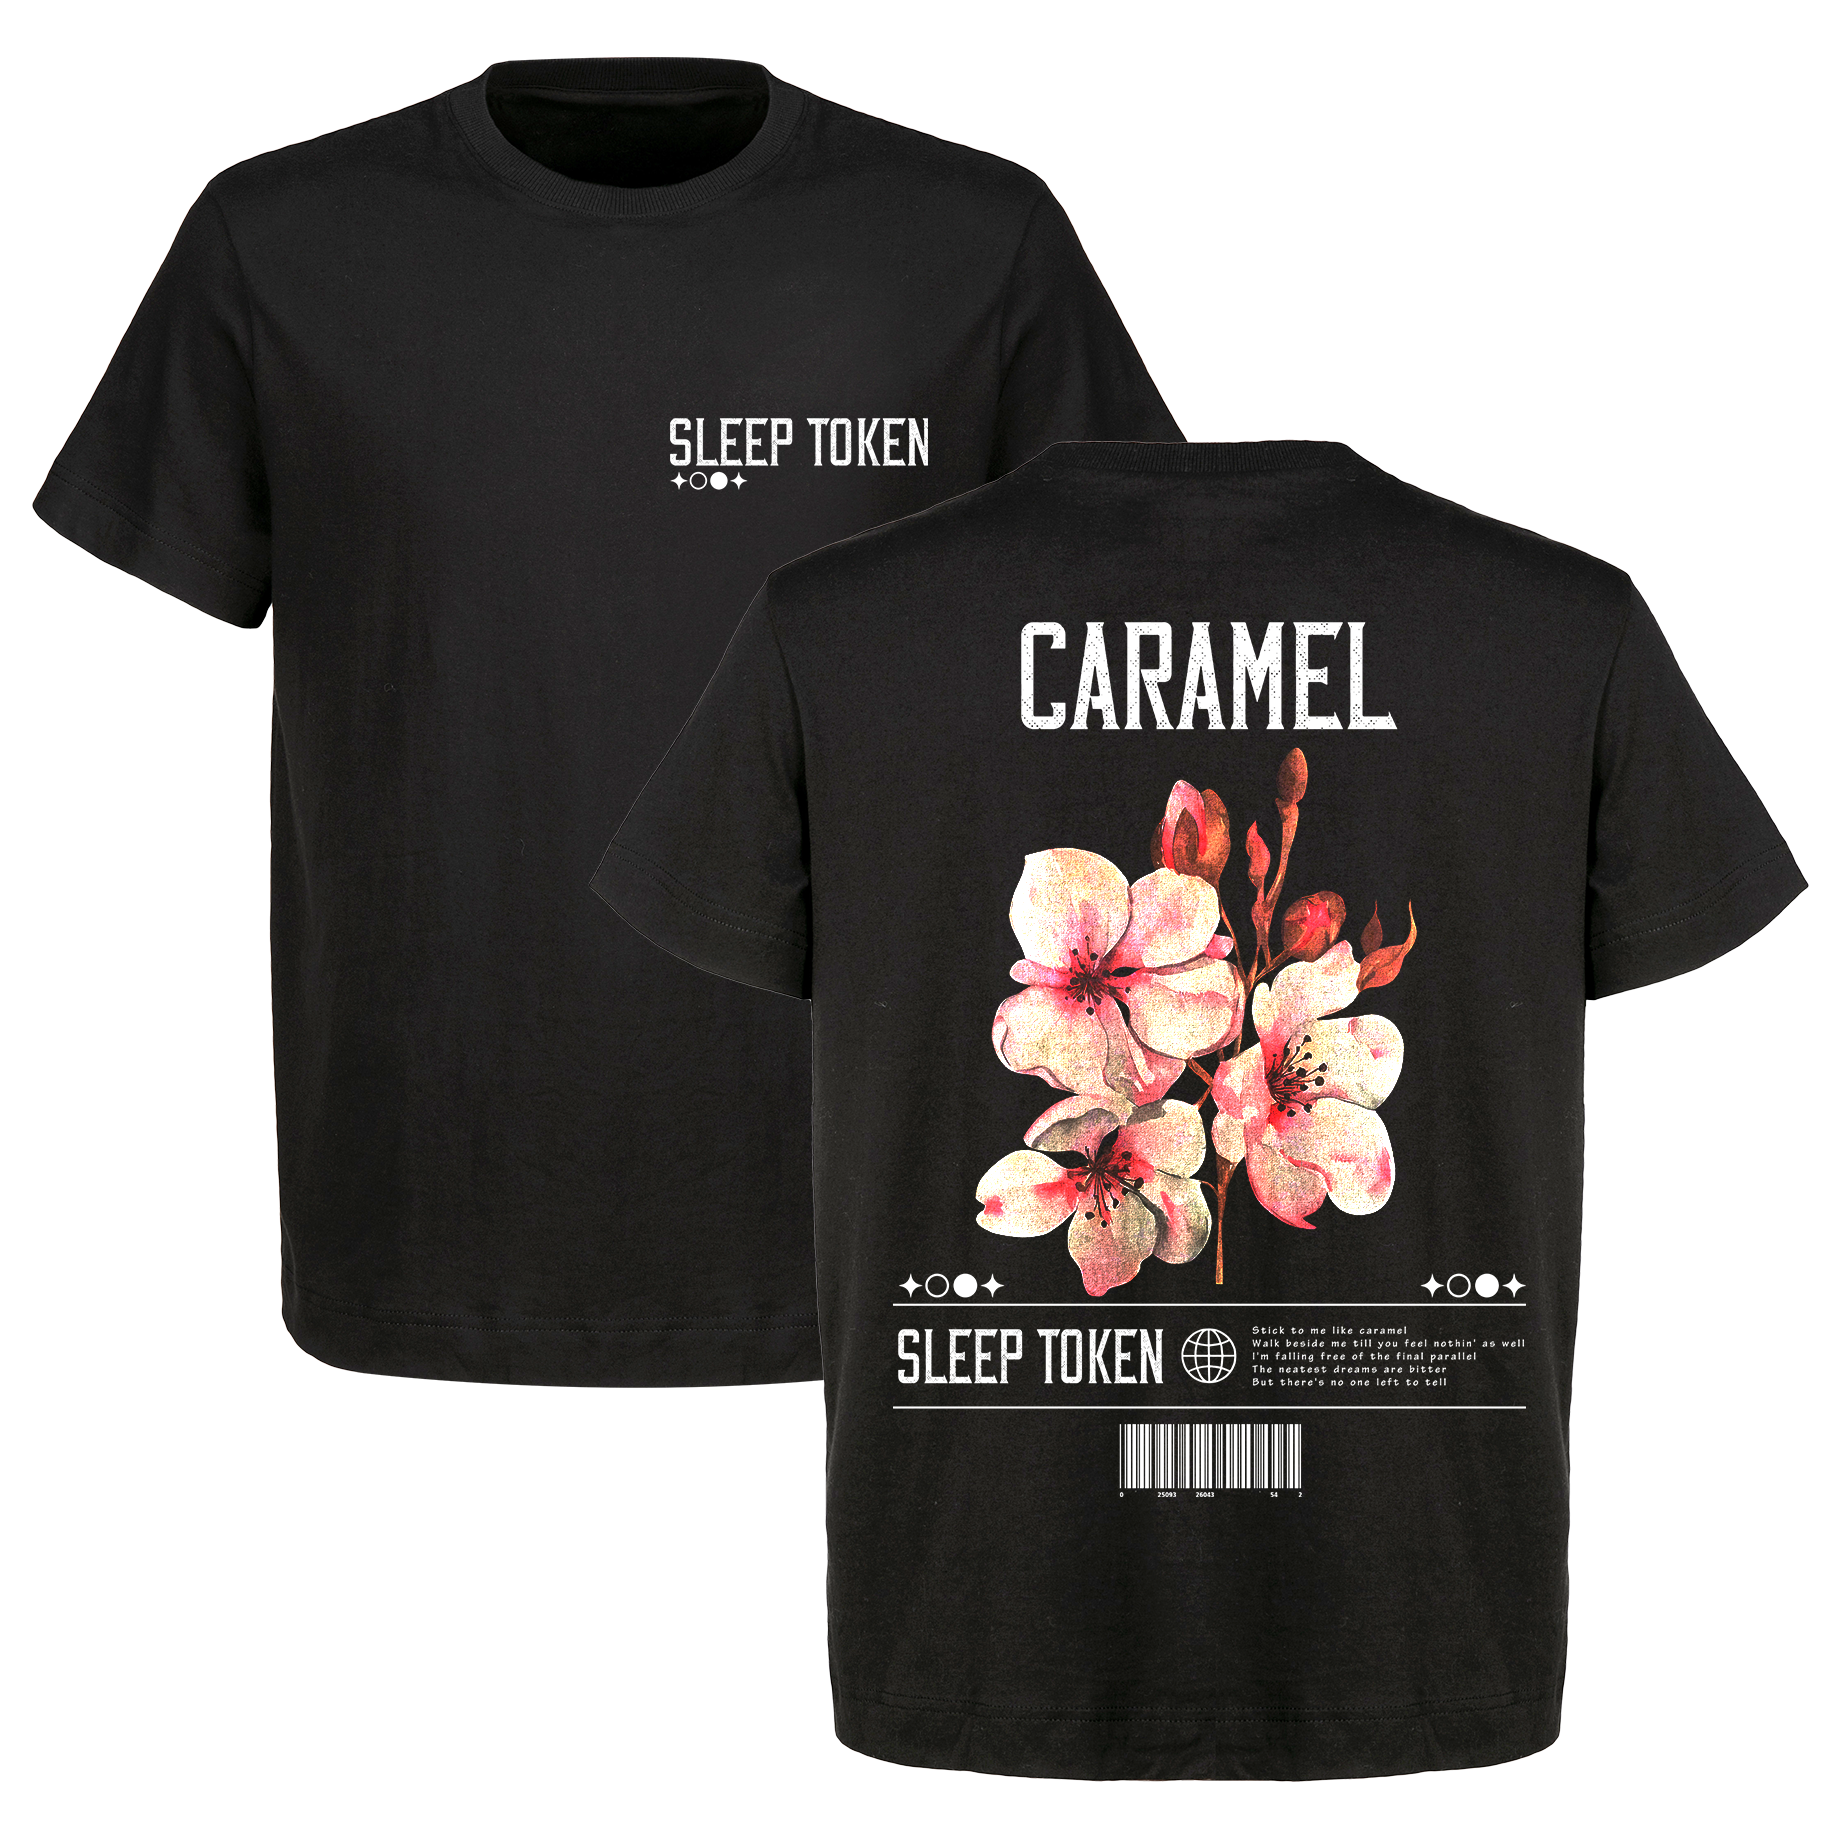 SLEEP TOKEN
CARAMEL
SLEEP TOKEN
Stick to me like caramel
Walk beside me till you feel nothin' as well
I'm falling free of the final parallel
The neatest dreams are bitter
But there's no one left to tell
0 25093 26043 54 2